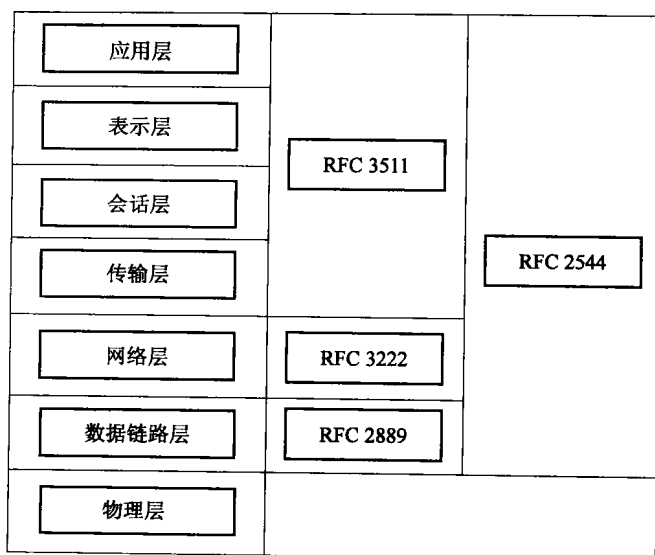 应用层
表示层
会话层
传输层
网络层
数据链路层
物理层
RFC 3511
RFC 3222
RFC 2889
RFC 2544